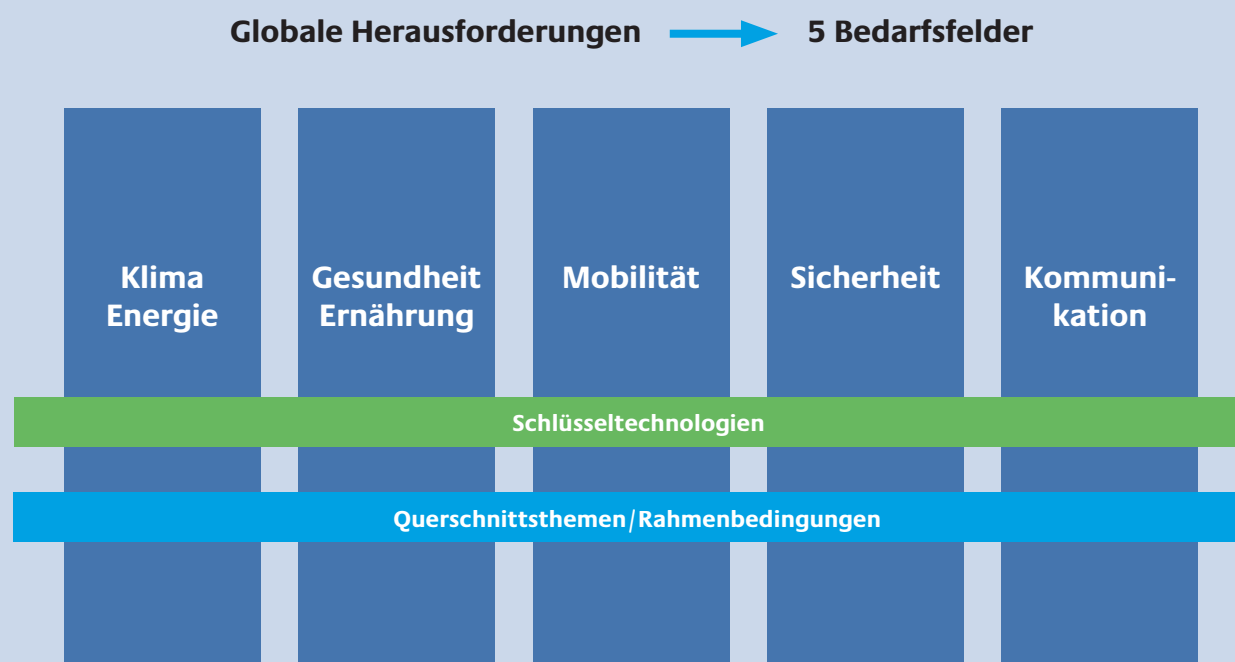 Globale Herausforderungen 5 Bedarfsfelder
Klima
Energie
Gesundheit
Ernährung
Mobilität
Sicherheit
Kommuni-
kation
Schlüsseltechnologien
Querschnittsthemen/Rahmenbedingungen